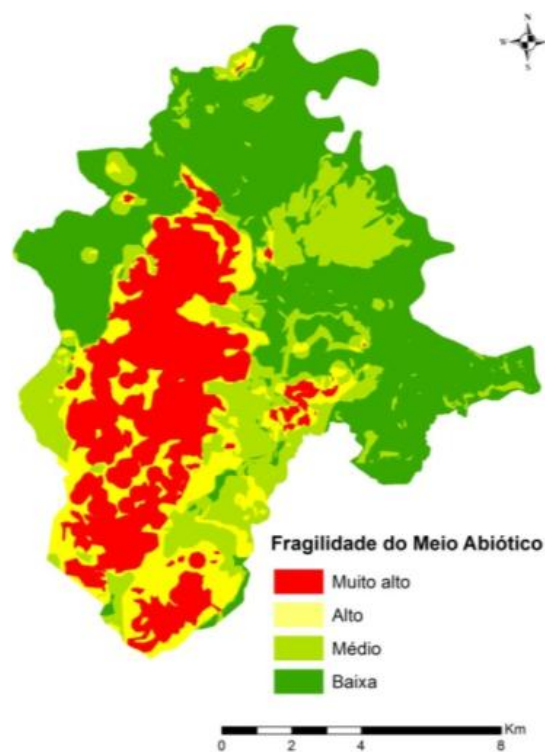 N
W E
S
Fragilidade do Meio Abiótico
Muito alto
Alto
Médio
Baixa
Km
0 2 4 8